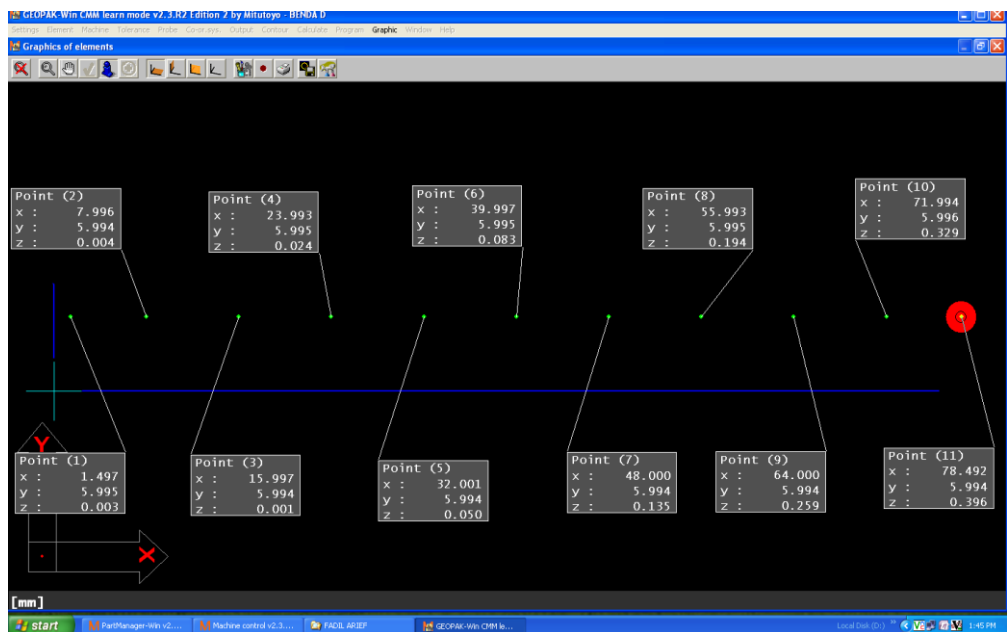 GEOPAK-Win CMM learn mode v2.3.R2 Edition 2 by Mitutoyo - BENDA D
Settings Element Machine Tolerance Probe Co-or.sys. Output Contour Calculate Program Graphic Window Help
Graphics of elements
Point (2)
x : 7.996
y : 5.994
z : 0.004
Point (4)
x : 23.993
y : 5.995
z : 0.024
Point (6)
x : 39.997
y : 5.995
z : 0.083
Point (8)
x : 55.993
y : 5.995
z : 0.194
Point (10)
x : 71.994
y : 5.996
z : 0.329
Point (1)
x : 1.497
y : 5.995
z : 0.003
Point (3)
x : 15.997
y : 5.994
z : 0.001
Point (5)
x : 32.001
y : 5.994
z : 0.050
Point (7)
x : 48.000
y : 5.994
z : 0.135
Point (9)
x : 64.000
y : 5.994
z : 0.259
Point (11)
x : 78.492
y : 5.994
z : 0.396
Y
X
[mm]
start
PartManager-Win v2....
Machine control v2.3....
FADIL ARIEF
GEOPAK-Win CMM le...
Local Disk (D:)
1:45 PM